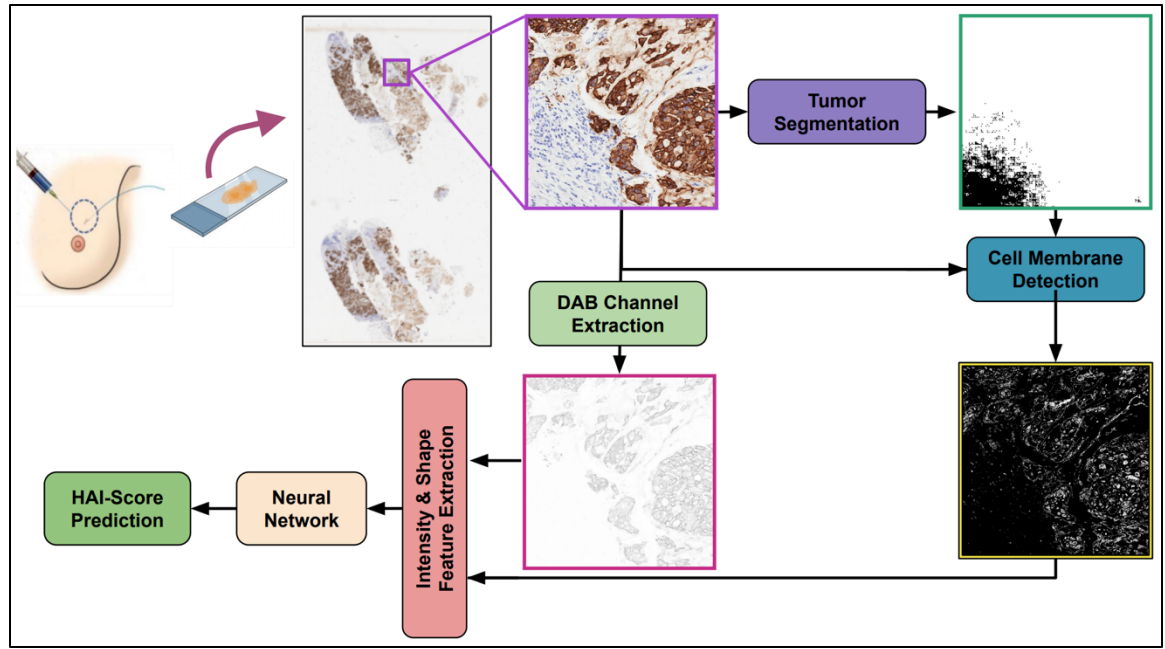 Tumor
Segmentation
Cell Membrane
Detection
DAB Channel
Extraction
Intensity & Shape
Feature Extraction
Neural
Network
HAI-Score
Prediction